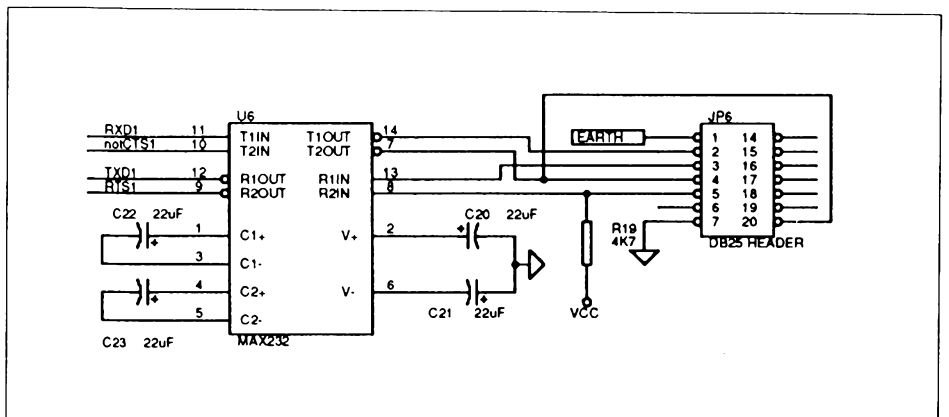 U6
JP6
RXD1 11 T1IN T1OUT 14
notCTS1 10 T2IN T2OUT 7
TXD1 12 R1OUT R1IN 13
RTS1 9 R2OUT R2IN 8
EARTH
1 14
2 15
3 16
4 17
5 18
6 19
7 20
DB25 HEADER
R19
4K7
VCC
C22 22uF
1 C1+ V+ 2
+ C20 22uF
3 C1-
+
4 C2+ V- 6
+ C21 22uF
5 C2-
+
C23 22uF
MAX232